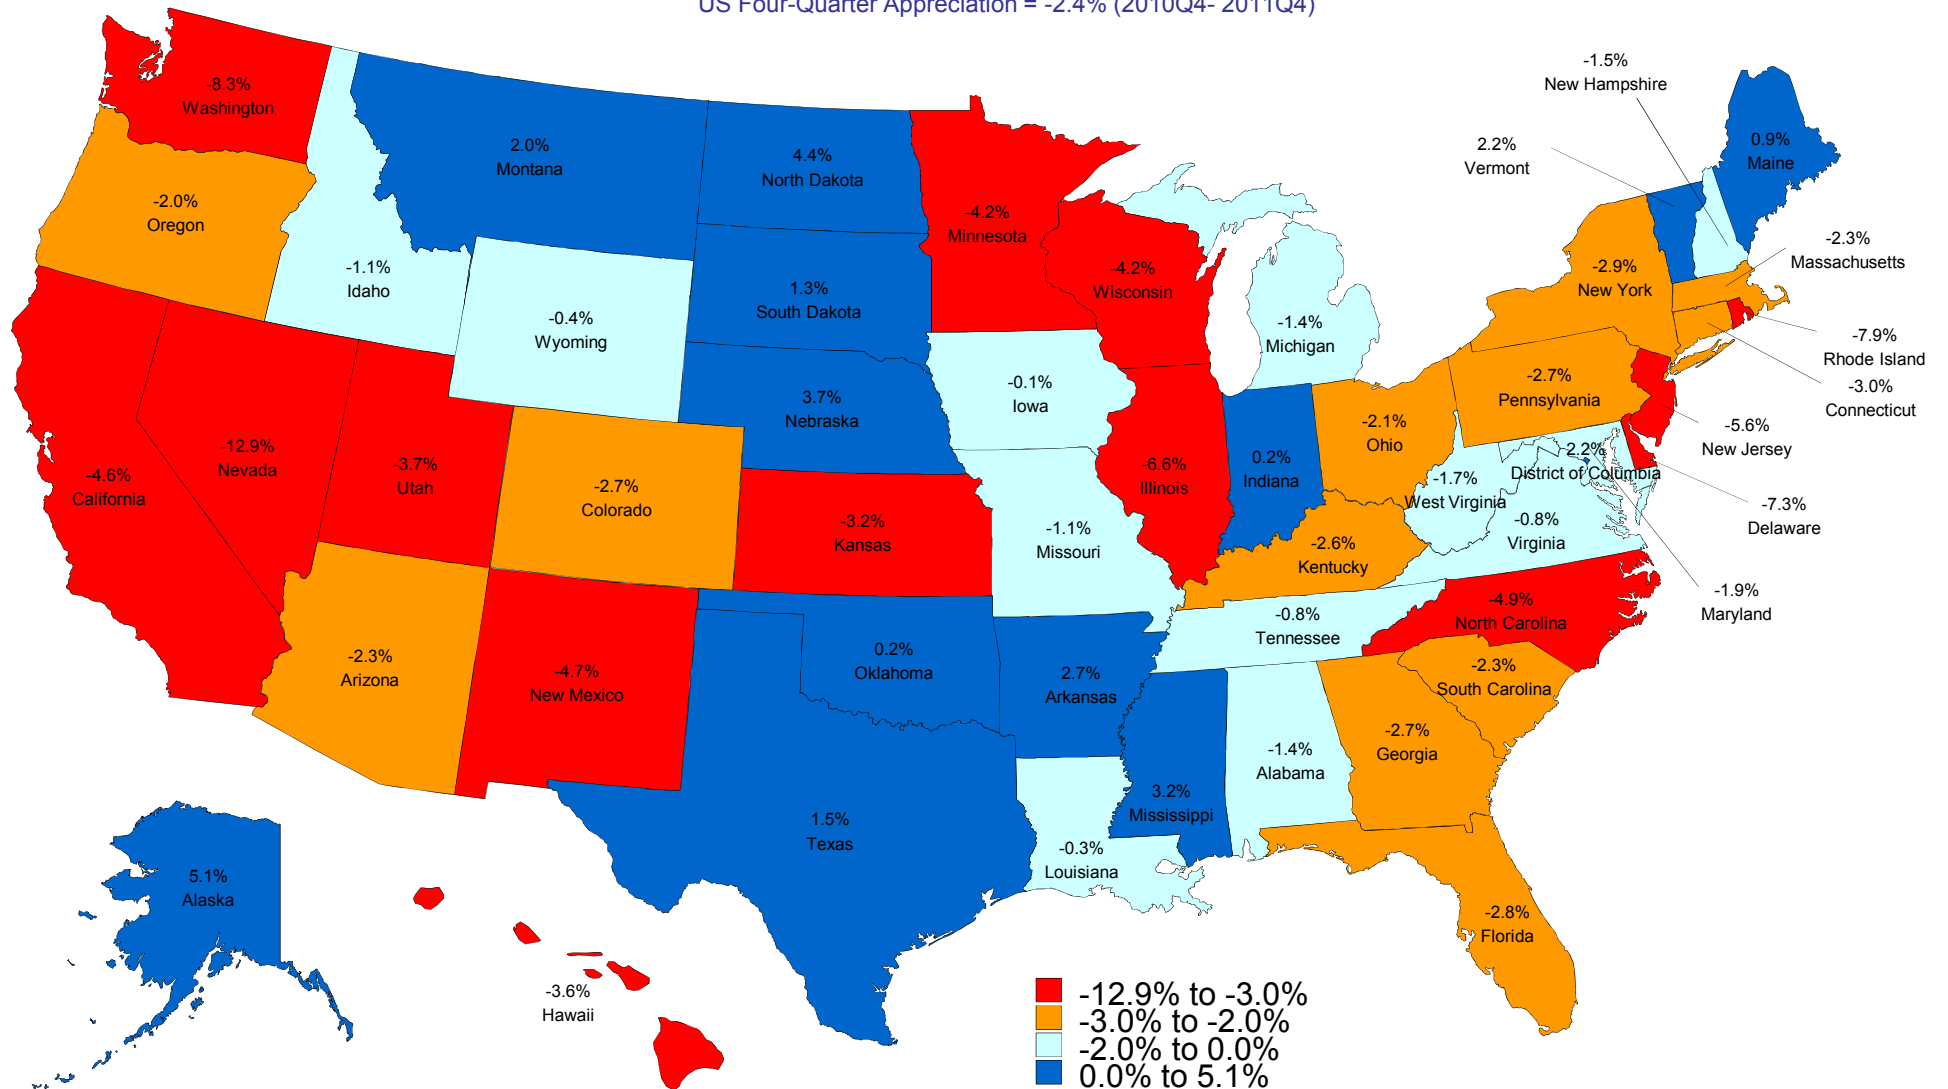 US Four-Quarter Appreciation = -2.4% (2010Q4- 2011Q4)
-8.3%
Washington
-2.0%
Oregon
-1.1%
Idaho
2.0%
Montana
4.4%
North Dakota
-4.2%
Minnesota
-4.2%
Wisconsin
-1.4%
Michigan
-1.5%
New Hampshire
2.2%
Vermont
0.9%
Maine
-2.3%
Massachusetts
-2.9%
New York
-7.9%
Rhode Island
-3.0%
Connecticut
-5.6%
New Jersey
-7.3%
Delaware
-1.9%
Maryland
-0.4%
Wyoming
1.3%
South Dakota
3.7%
Nebraska
-0.1%
Iowa
-6.6%
Illinois
0.2%
Indiana
-2.1%
Ohio
-2.7%
Pennsylvania
2.2%
District of Columbia
-1.7%
West Virginia
-0.8%
Virginia
-4.6%
California
-12.9%
Nevada
-3.7%
Utah
-2.7%
Colorado
-3.2%
Kansas
-1.1%
Missouri
-2.6%
Kentucky
-0.8%
Tennessee
-4.9%
North Carolina
-2.3%
South Carolina
-2.3%
Arizona
-4.7%
New Mexico
0.2%
Oklahoma
2.7%
Arkansas
3.2%
Mississippi
-1.4%
Alabama
-2.7%
Georgia
1.5%
Texas
-0.3%
Louisiana
-2.8%
Florida
5.1%
Alaska
-3.6%
Hawaii
-12.9% to -3.0%
-3.0% to -2.0%
-2.0% to 0.0%
0.0% to 5.1%